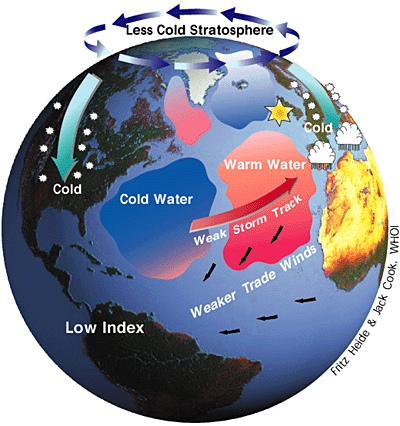 Less Cold Stratosphere
Cold
Cold
Warm Water
Cold Water
Weak Storm Track
Weaker Trade Winds
Low Index
Fritz Heide & Jack Cook, WHOI